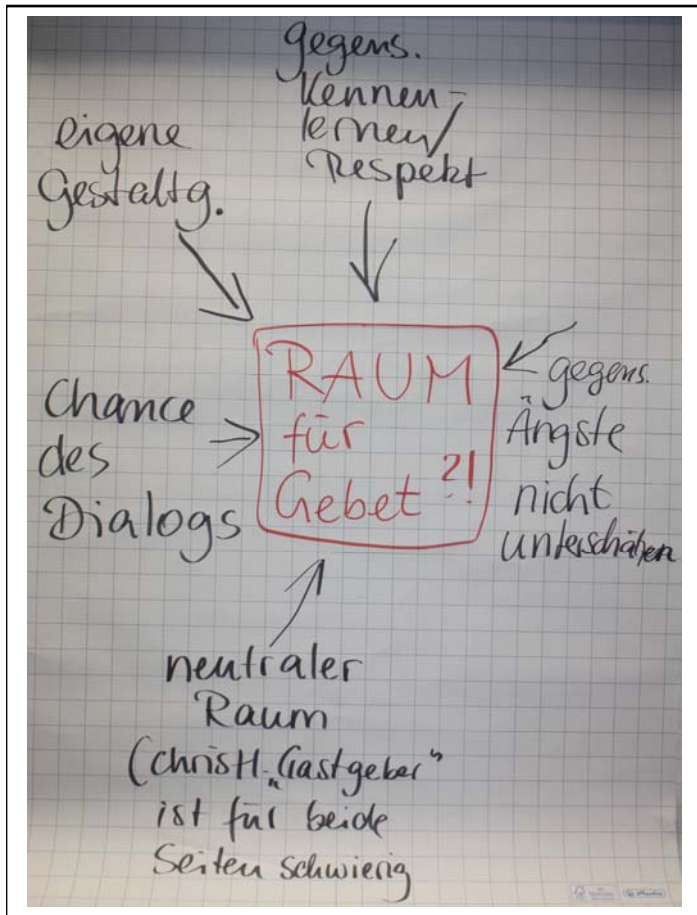 gegens.
Kennen-
lernen/
Respekt
eigene
Gestaltg.
RAUM
für
Gebet?!
gegens.
Ängste
nicht
unterschätzen
Chance
des
Dialogs
neutraler
Raum
(christl. „Gastgeber"
ist für beide
Seiten schwierig